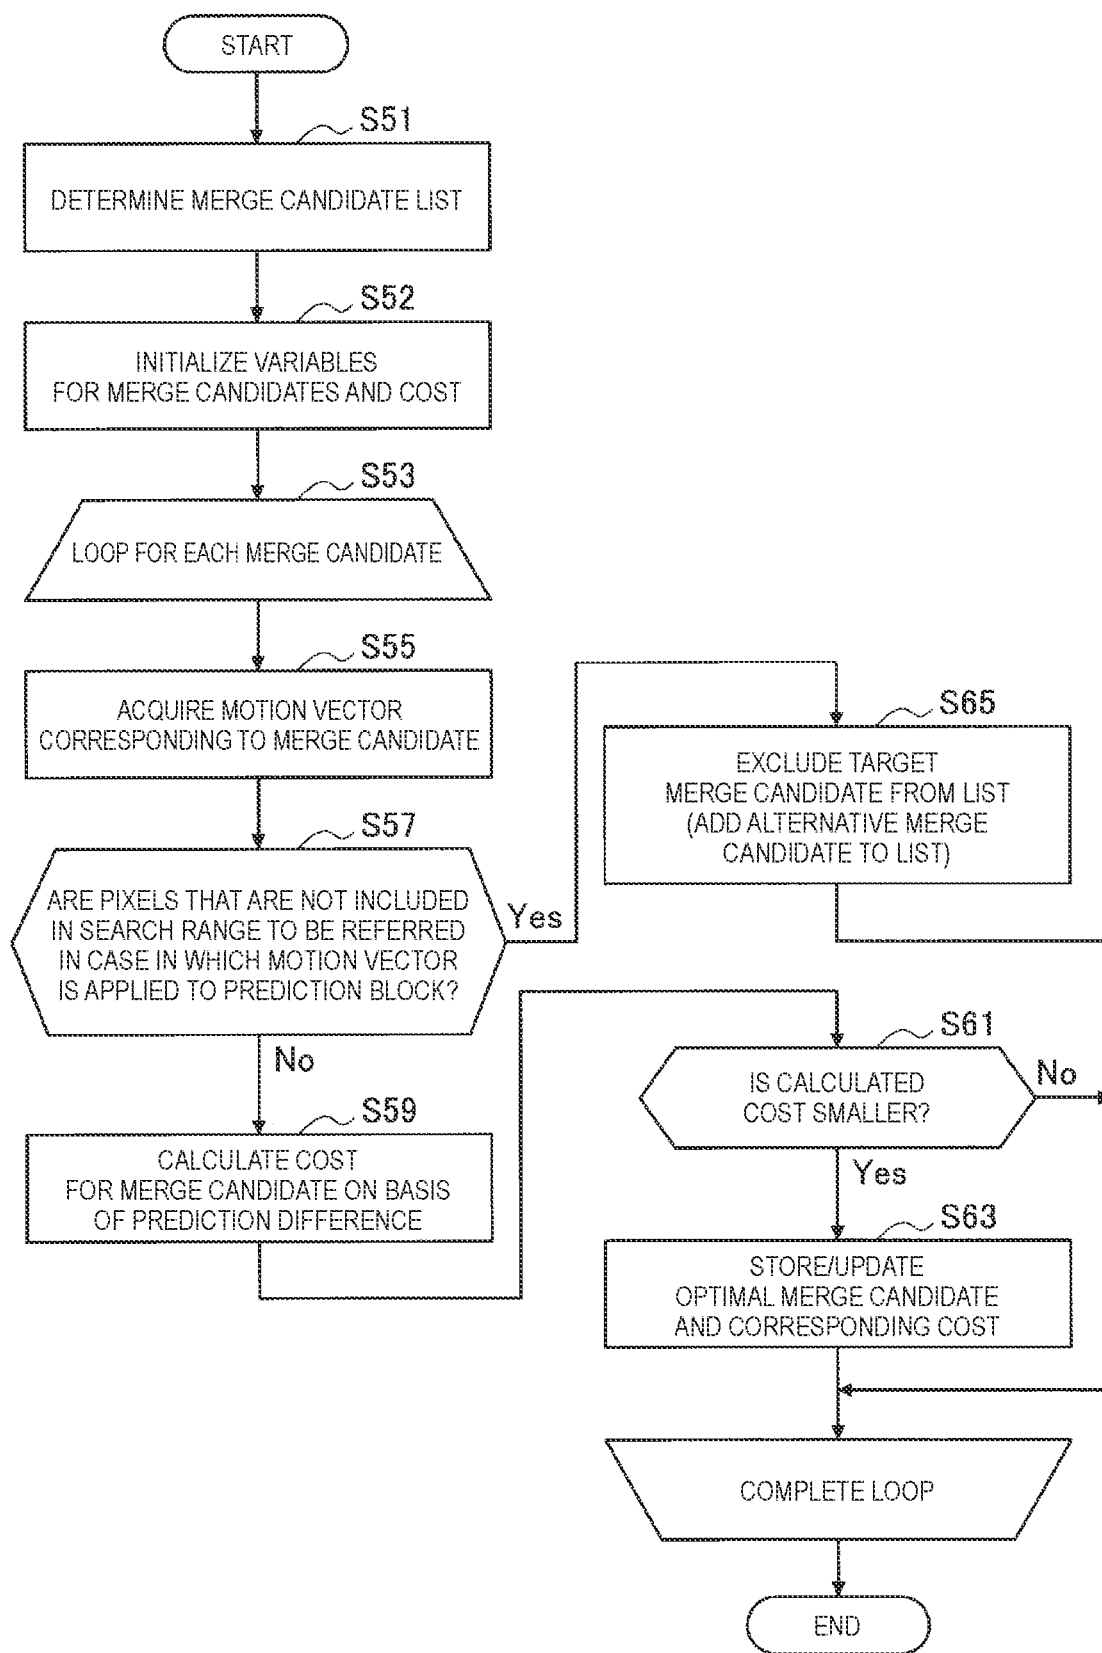 START
S51
DETERMINE MERGE CANDIDATE LIST
S52
INITIALIZE VARIABLES
FOR MERGE CANDIDATES AND COST
S53
LOOP FOR EACH MERGE CANDIDATE
S55
ACQUIRE MOTION VECTOR
CORRESPONDING TO MERGE CANDIDATE
S57
ARE PIXELS THAT ARE NOT INCLUDED
IN SEARCH RANGE TO BE REFERRED
IN CASE IN WHICH MOTION VECTOR
IS APPLIED TO PREDICTION BLOCK?
Yes
No
S59
CALCULATE COST
FOR MERGE CANDIDATE ON BASIS
OF PREDICTION DIFFERENCE
S65
EXCLUDE TARGET
MERGE CANDIDATE FROM LIST
(ADD ALTERNATIVE MERGE
CANDIDATE TO LIST)
S61
IS CALCULATED
COST SMALLER?
No
Yes
S63
STORE/UPDATE
OPTIMAL MERGE CANDIDATE
AND CORRESPONDING COST
COMPLETE LOOP
END